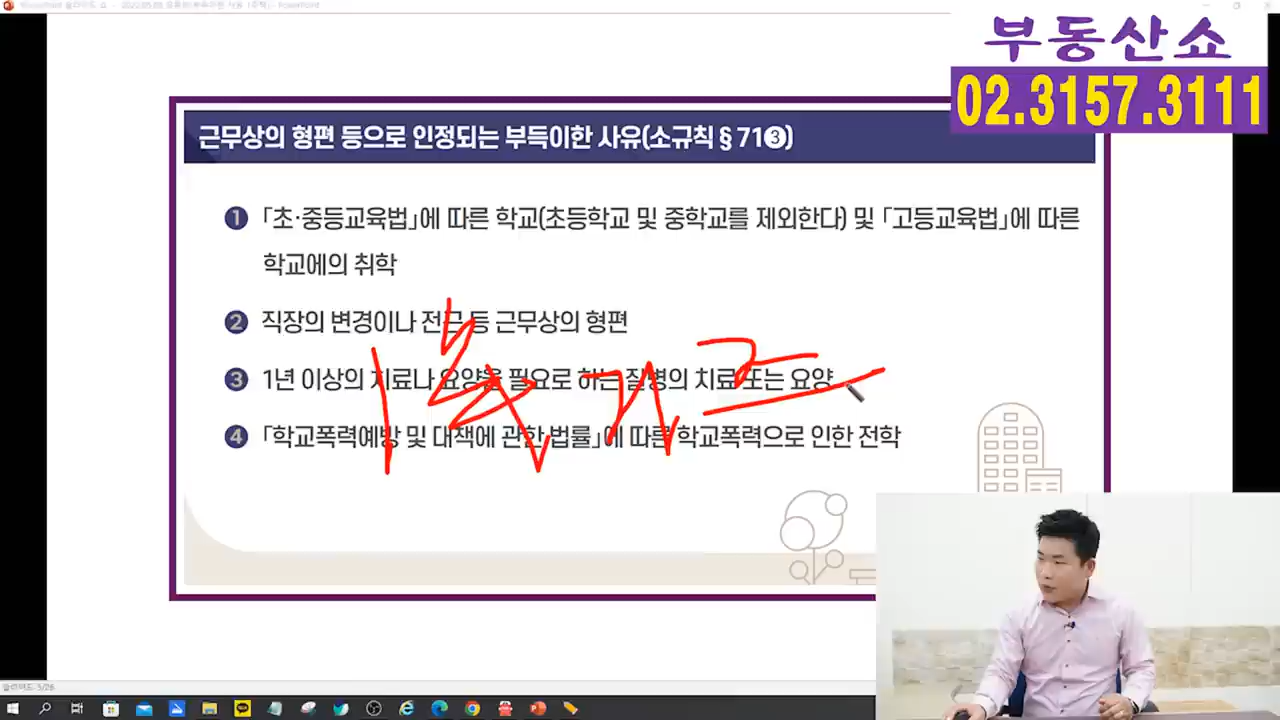 부동산쇼
02.3157.3111
근무상의 형편 등으로 인정되는 부득이한 사유(소규칙 § 71❸)
❶ 「초·중등교육법」에 따른 학교(초등학교 및 중학교를 제외한다) 및 「고등교육법」에 따른
학교에의 취학
❷ 직장의 변경이나 전근 등 근무상의 형편
❸ 1년 이상의 치료나 요양을 필요로 하는 질병의 치료 또는 요양
❹ 「학교폭력예방 및 대책에 관한 법률」에 따른 학교폭력으로 인한 전학